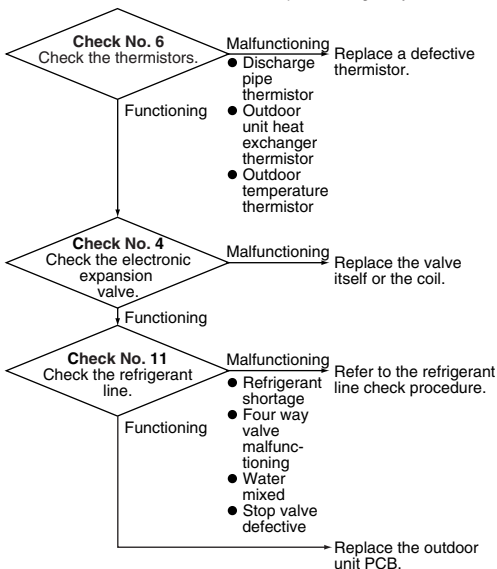 Check No. 6
Check the thermistors.
Malfunctioning
● Discharge
pipe
thermistor
● Outdoor
unit heat
exchanger
thermistor
● Outdoor
temperature
thermistor
Replace a defective
thermistor.
Functioning
Check No. 4
Check the electronic
expansion
valve.
Malfunctioning
Replace the valve
itself or the coil.
Functioning
Check No. 11
Check the refrigerant
line.
Malfunctioning
● Refrigerant
shortage
● Four way
valve
malfunc-
tioning
● Water
mixed
● Stop valve
defective
Refer to the refrigerant
line check procedure.
Functioning
Replace the outdoor
unit PCB.